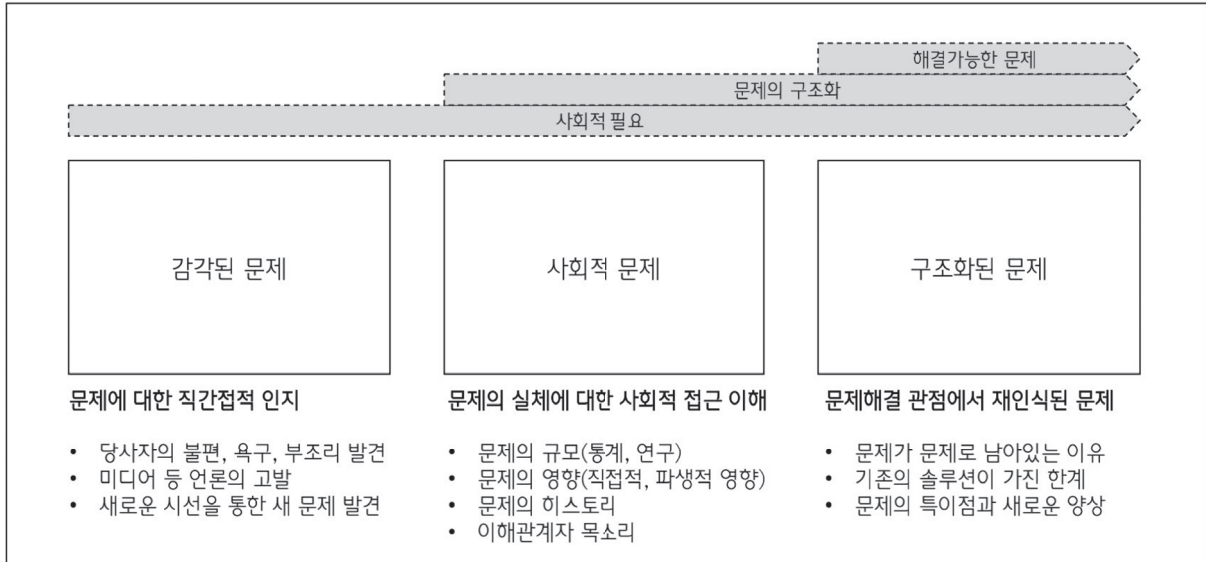 해결가능한 문제
문제의 구조화
사회적 필요
감각된 문제
사회적 문제
구조화된 문제
문제에 대한 직간접적 인지
• 당사자의 불편, 욕구, 부조리 발견
• 미디어 등 언론의 고발
• 새로운 시선을 통한 새 문제 발견
문제의 실체에 대한 사회적 접근 이해
• 문제의 규모(통계, 연구)
• 문제의 영향(직접적, 파생적 영향)
• 문제의 히스토리
• 이해관계자 목소리
문제해결 관점에서 재인식된 문제
• 문제가 문제로 남아있는 이유
• 기존의 솔루션이 가진 한계
• 문제의 특이점과 새로운 양상